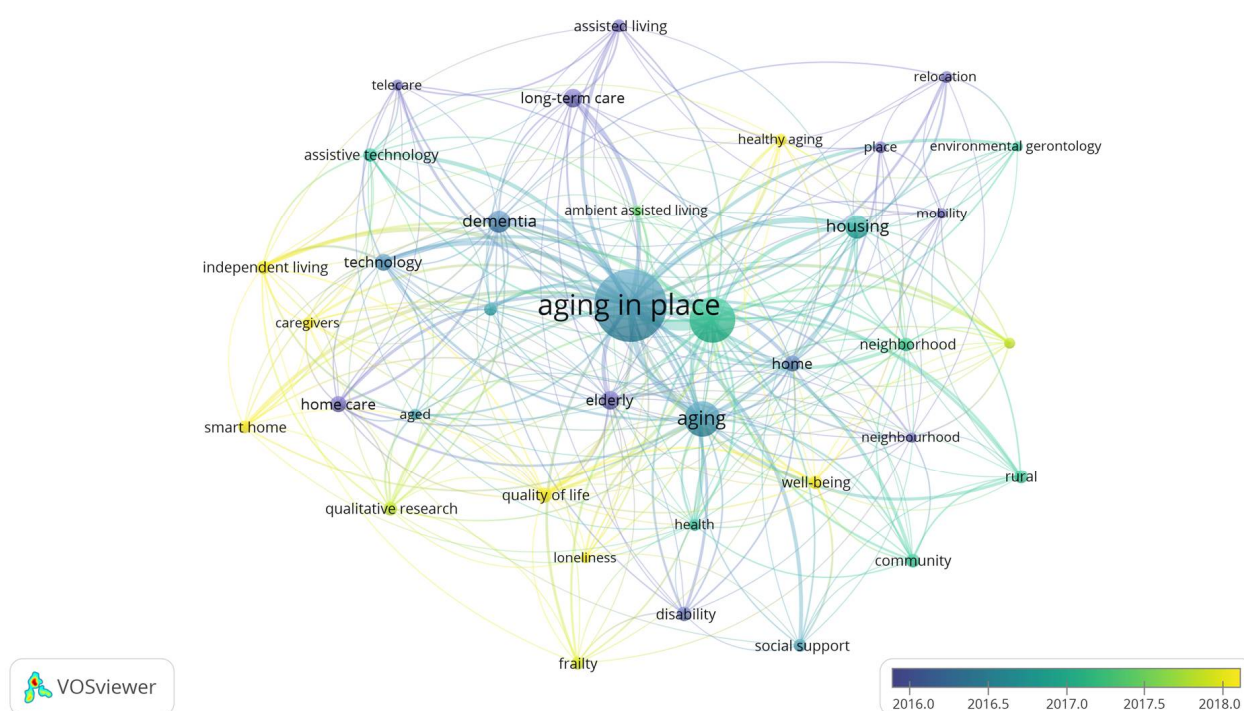 assisted living
relocation
telecare
long-term care
healthy aging
place
environmental gerontology
assistive technology
ambient assisted living
mobility
dementia
housing
independent living
technology
aging in place
caregivers
neighborhood
home
home care
elderly
aged
aging
smart home
neighbourhood
rural
well-being
quality of life
qualitative research
health
loneliness
community
disability
social support
frailty
VOSviewer
2016.0
2016.5
2017.0
2017.5
2018.0